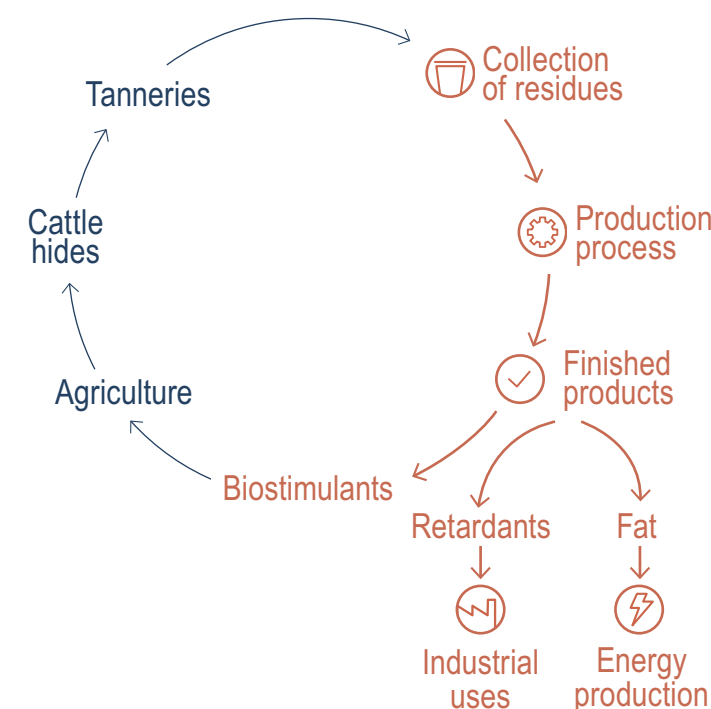 Collection
of residues
Tanneries
Production
process
Cattle
hides
Finished
products
Agriculture
Biostimulants
Retardants
Fat
Industrial
uses
Energy
production